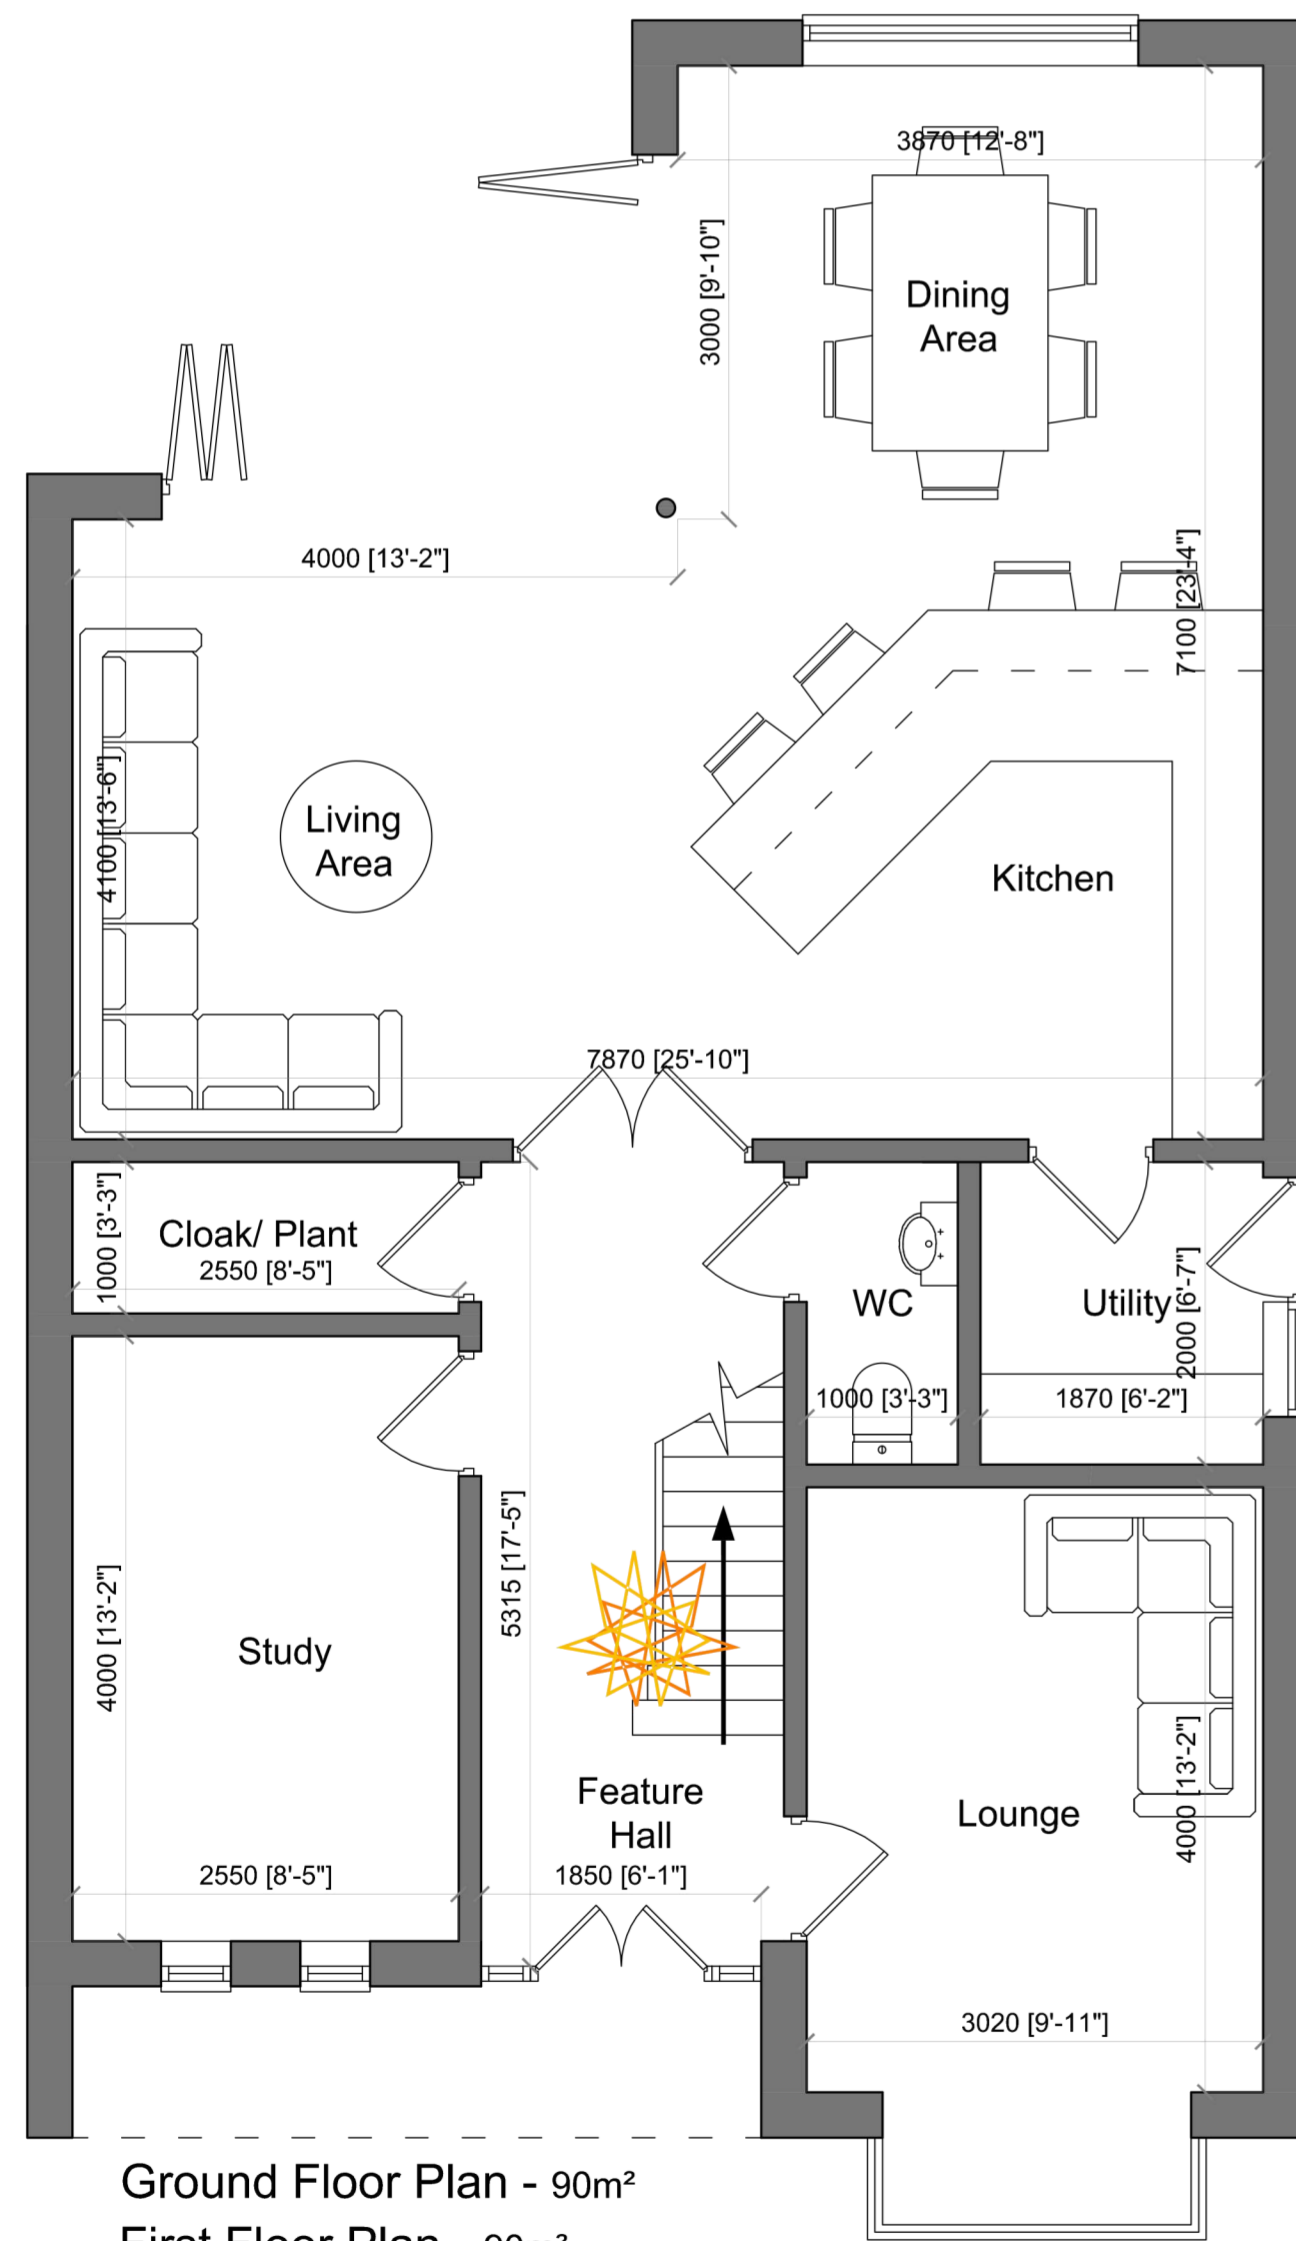 3870 [12'-8"]
3000 [9'-10"]
Dining
Area
4000 [13'-2"]
7100 [23'-4"]
4100 [13'-6"]
Living
Area
Kitchen
7870 [25'-10"]
1000 [3'-3"]
Cloak/ Plant
2550 [8'-5"]
WC
Utility
2000 [6'-7"]
1000 [3'-3"]
1870 [6'-2"]
5315 [17'-5"]
4000 [13'-2"]
Study
Feature
Hall
Lounge
4000 [13'-2"]
2550 [8'-5"]
1850 [6'-1"]
3020 [9'-11"]
Ground Floor Plan - 90m²
First Floor Plan -